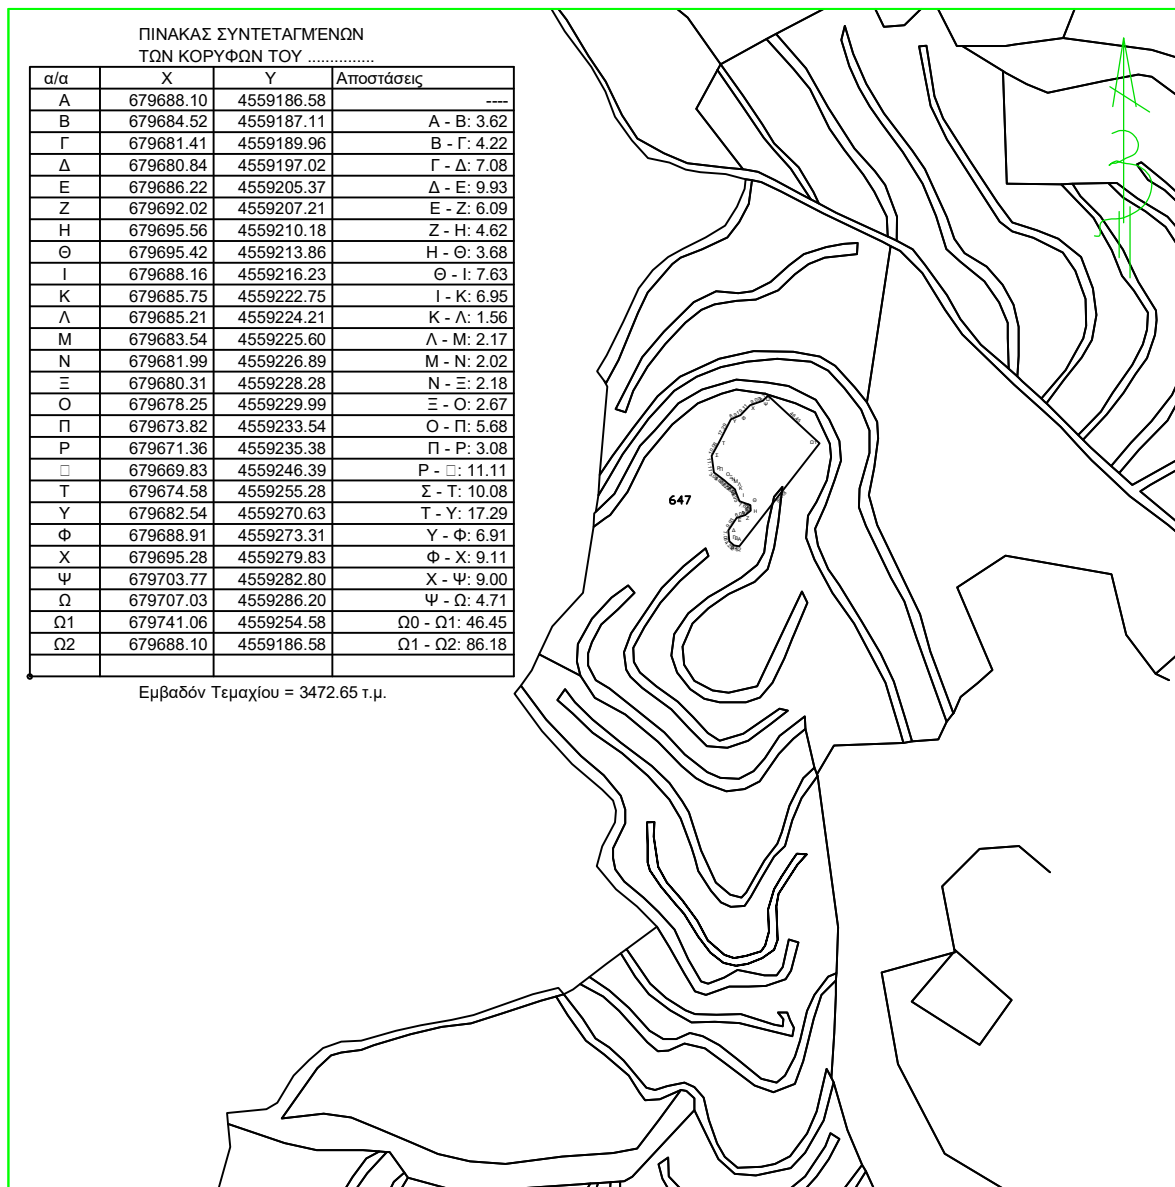 ΠΙΝΑΚΑΣ ΣΥΝΤΕΤΑΓΜΈΝΩΝ
ΤΩΝ ΚΟΡΥΦΩΝ ΤΟΥ ...............
α/α Χ Υ Αποστάσεις
Α 679688.10 4559186.58 ----
Β 679684.52 4559187.11 Α - Β: 3.62
Γ 679681.41 4559189.96 Β - Γ: 4.22
Δ 679680.84 4559197.02 Γ - Δ: 7.08
Ε 679686.22 4559205.37 Δ - Ε: 9.93
Ζ 679692.02 4559207.21 Ε - Ζ: 6.09
Η 679695.56 4559210.18 Ζ - Η: 4.62
Θ 679695.42 4559213.86 Η - Θ: 3.68
Ι 679688.16 4559216.23 Θ - Ι: 7.63
Κ 679685.75 4559222.75 Ι - Κ: 6.95
Λ 679685.21 4559224.21 Κ - Λ: 1.56
Μ 679683.54 4559225.60 Λ - Μ: 2.17
Ν 679681.99 4559226.89 Μ - Ν: 2.02
Ξ 679680.31 4559228.28 Ν - Ξ: 2.18
Ο 679678.25 4559229.99 Ξ - Ο: 2.67
Π 679673.82 4559233.54 Ο - Π: 5.68
Ρ 679671.36 4559235.38 Π - Ρ: 3.08
□ 679669.83 4559246.39 Ρ - □: 11.11
Τ 679674.58 4559255.28 Σ - Τ: 10.08
Υ 679682.54 4559270.63 Τ - Υ: 17.29
Φ 679688.91 4559273.31 Υ - Φ: 6.91
Χ 679695.28 4559279.83 Φ - Χ: 9.11
Ψ 679703.77 4559282.80 Χ - Ψ: 9.00
Ω 679707.03 4559286.20 Ψ - Ω: 4.71
Ω1 679741.06 4559254.58 Ω0 - Ω1: 46.45
Ω2 679688.10 4559186.58 Ω1 - Ω2: 86.18
Εμβαδόν Τεμαχίου = 3472.65 τ.μ.
647